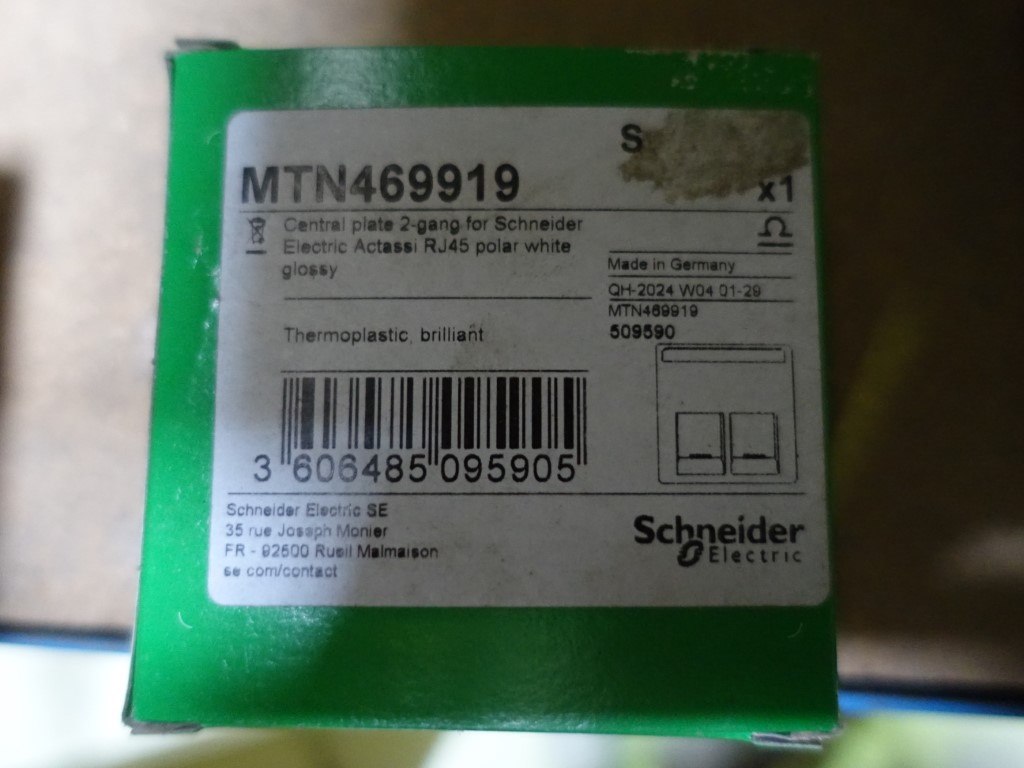 S
MTN469919
x1
Central plate 2-gang for Schneider
Electric Actassi RJ45 polar white
glossy
Made in Germany
QH-2024 W04 01-29
MTN469919
509590
Thermoplastic, brilliant
3 606485 095905
Schneider Electric SE
35 rue Joseph Monier
FR - 92500 Rueil Malmaison
se.com/contact
Schneider
Electric